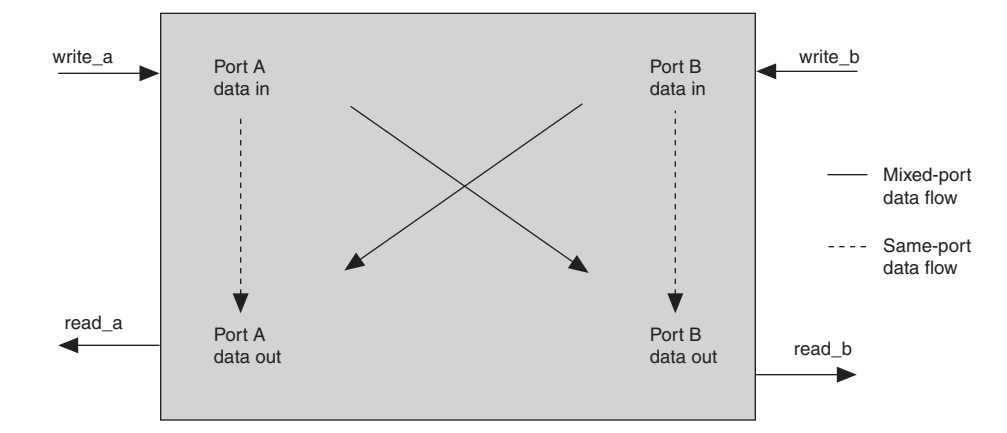 write_a
Port A
data in
Port B
data in
write_b
Mixed-port
data flow
Same-port
data flow
read_a
Port A
data out
Port B
data out
read_b